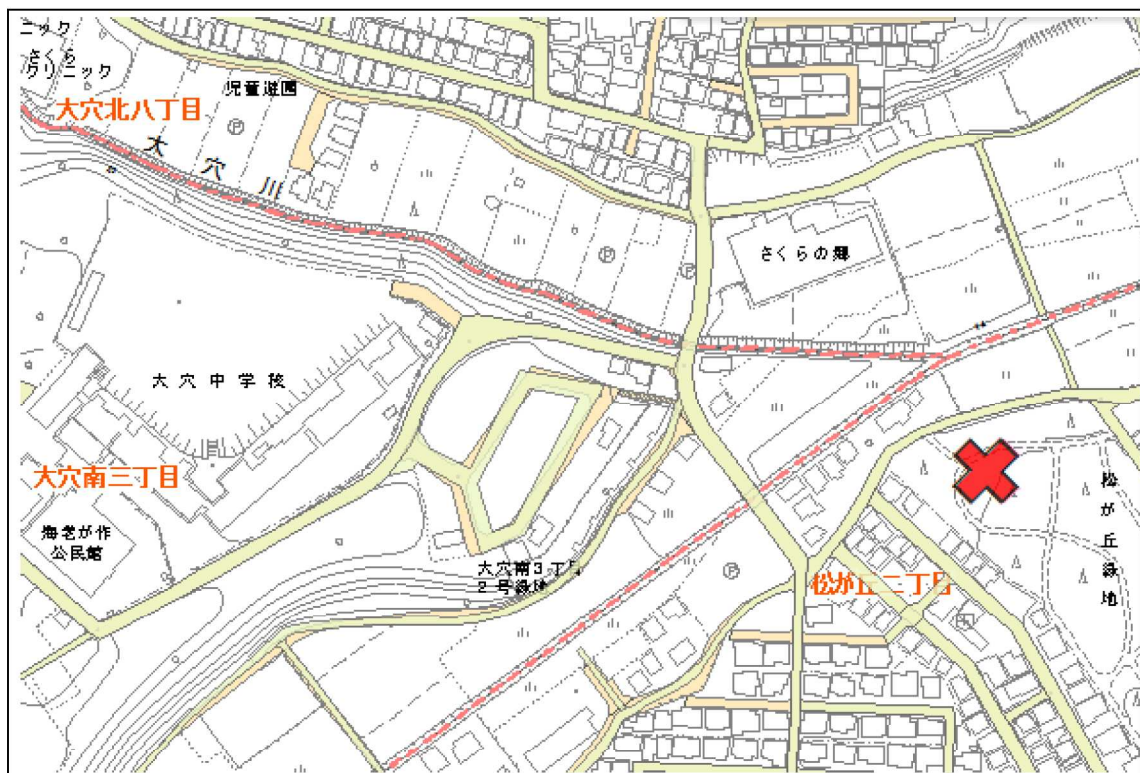 ニック
さくら
クリニック
児童遊園
大穴北八丁目
大穴川
さくらの郷
大穴中学校
大穴南三丁目
海老が作
公民館
大穴南3丁目
2号緑地
松が丘二丁目
松が丘緑地